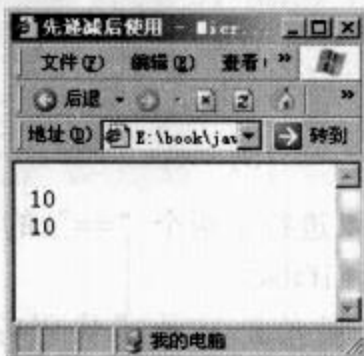 先递减后使用 - Micr...
文件(F) 编辑(E) 查看 »
后退 »
地址(D) E:\book\jav 转到
10
10
我的电脑